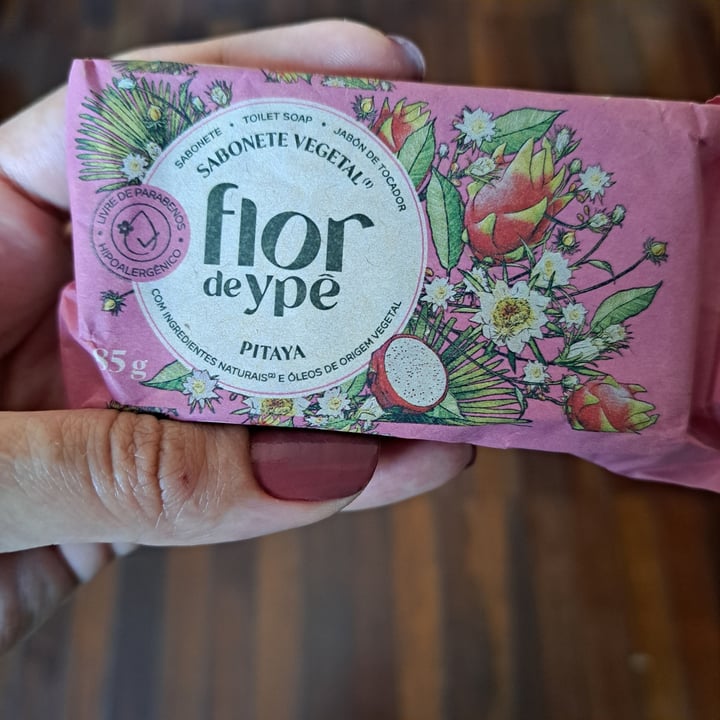 SABONETE • TOILET SOAP • JABÓN DE TOCADOR
SABONETE VEGETAL(1)
flor
de ypê
PITAYA
COM INGREDIENTES NATURAIS(2) E ÓLEOS DE ORIGEM VEGETAL
LIVRE DE PARABENOS
HIPOALERGÊNICO
85 g